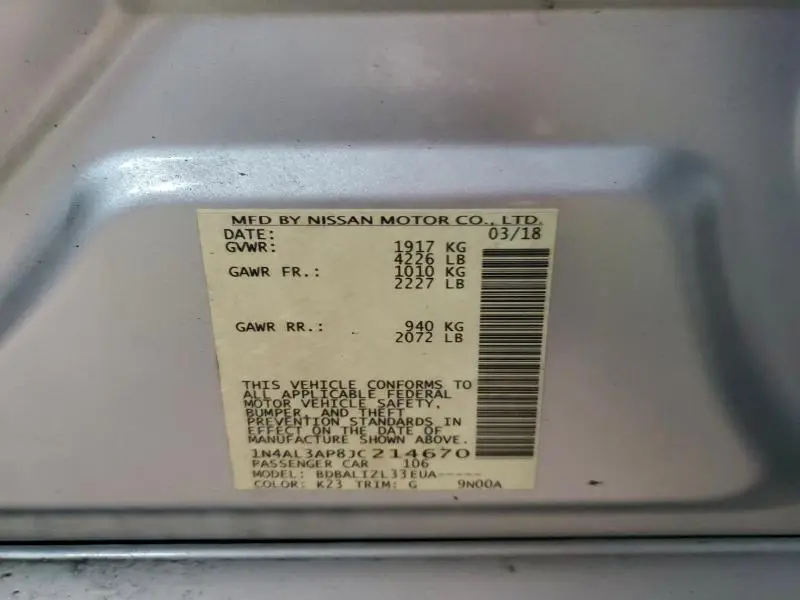 MFD BY NISSAN MOTOR CO., LTD.
DATE: 03/18
GVWR: 1917 KG
4226 LB
GAWR FR.: 1010 KG
2227 LB
GAWR RR.: 940 KG
2072 LB
THIS VEHICLE CONFORMS TO
ALL APPLICABLE FEDERAL
MOTOR VEHICLE SAFETY,
BUMPER, AND THEFT
PREVENTION STANDARDS IN
EFFECT ON THE DATE OF
MANUFACTURE SHOWN ABOVE.
1N4AL3AP8JC214670
PASSENGER CAR 106
MODEL: BDBALIZL33EUA-----
COLOR: K23 TRIM: G 9N00A